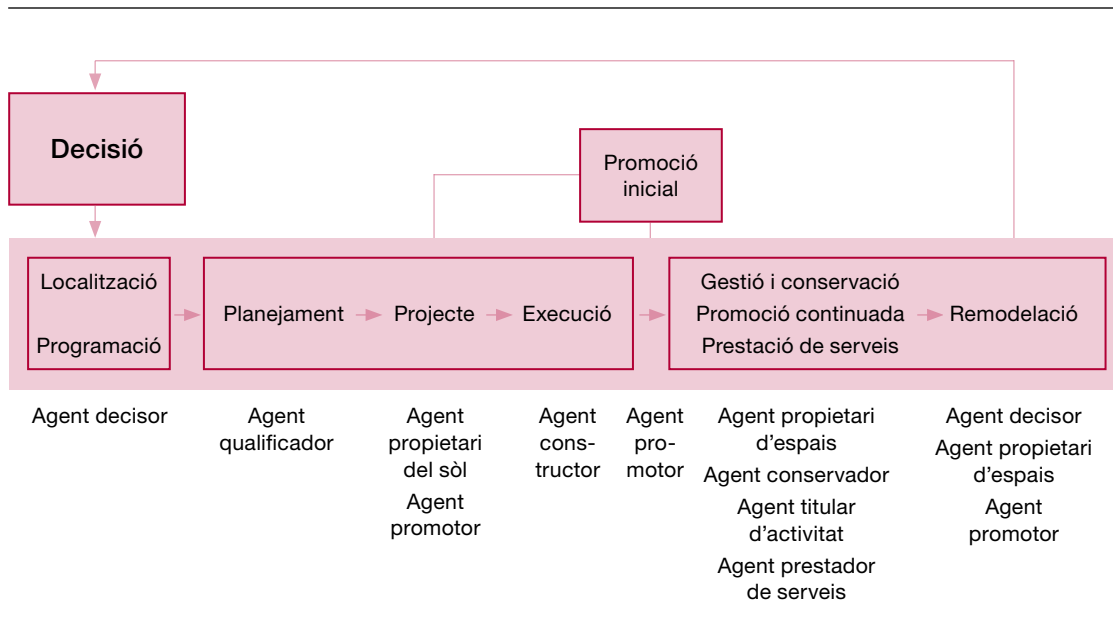 Decisió
Promoció
inicial
Localització
Programació
Planejament
Projecte
Execució
Gestió i conservació
Promoció continuada
Prestació de serveis
Remodelació
Agent decisor
Agent
qualificador
Agent
propietari
del sòl
Agent
promotor
Agent
cons-
tructor
Agent
pro-
motor
Agent propietari
d'espais
Agent conservador
Agent titular
d'activitat
Agent prestador
de serveis
Agent decisor
Agent propietari
d'espais
Agent
promotor